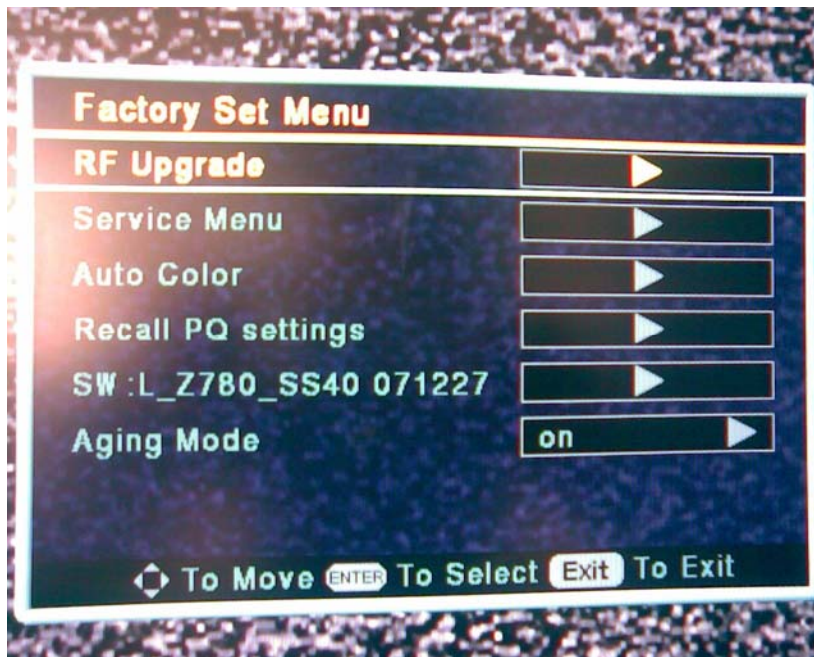 Factory Set Menu
RF Upgrade
Service Menu
Auto Color
Recall PQ settings
SW :L_Z780_SS40 071227
Aging Mode on
To Move ENTER To Select Exit To Exit